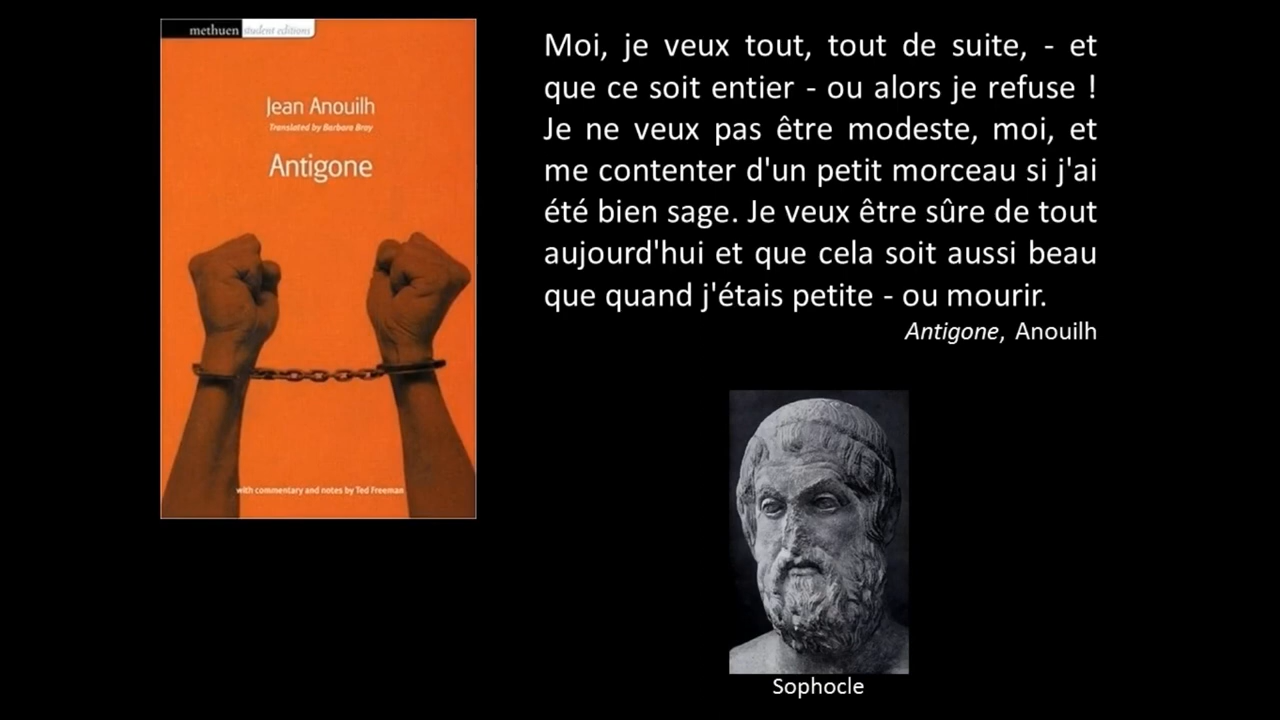 methuen student editions
Jean Anouilh
Translated by Barbara Bray
Antigone
with commentary and notes by Ted Freeman
Moi, je veux tout, tout de suite, - et
que ce soit entier - ou alors je refuse !
Je ne veux pas être modeste, moi, et
me contenter d'un petit morceau si j'ai
été bien sage. Je veux être sûre de tout
aujourd'hui et que cela soit aussi beau
que quand j'étais petite - ou mourir.
Antigone, Anouilh
Sophocle